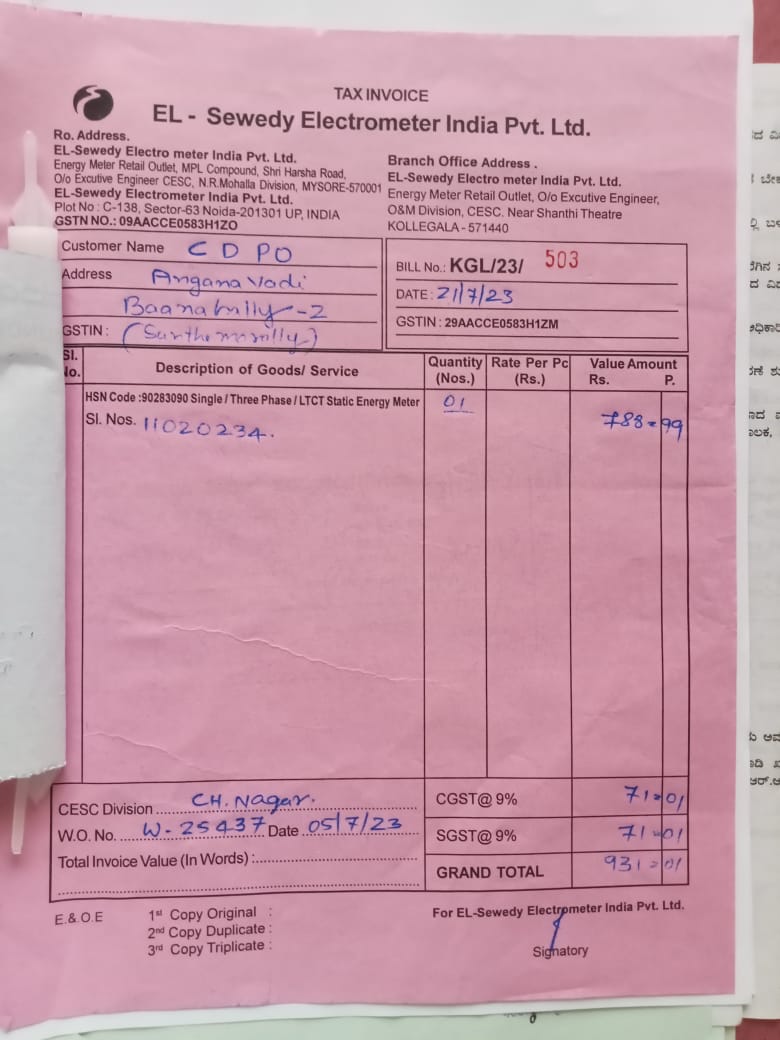 TAX INVOICE
EL - Sewedy Electrometer India Pvt. Ltd.
Ro. Address.
EL-Sewedy Electro meter India Pvt. Ltd.
Energy Meter Retail Outlet, MPL Compound, Shri Harsha Road,
O/o Excutive Engineer CESC, N.R.Mohalla Division, MYSORE-570001
EL-Sewedy Electrometer India Pvt. Ltd.
Plot No : C-138, Sector-63 Noida-201301 UP, INDIA
GSTN NO.: 09AACCE0583H1ZO
Branch Office Address .
EL-Sewedy Electro meter India Pvt. Ltd.
Energy Meter Retail Outlet, O/o Excutive Engineer,
O&M Division, CESC. Near Shanthi Theatre
KOLLEGALA - 571440
Customer Name C D P O
Address Angana Vadi
Baanahally-2
GSTIN :
BILL No.: KGL/23/ 503
DATE : 21/7/23
GSTIN : 29AACCE0583H1ZM
Sl. No. Description of Goods/ Service Quantity (Nos.) Rate Per Pc (Rs.) Value Amount Rs. P.
HSN Code :90283090 Single / Three Phase / LTCT Static Energy Meter 01
Sl. Nos. 11020234. 788=99
CESC Division CH. Nagar. CGST@ 9% 71=01
W.O. No. W-25437 Date 05/7/23 SGST@ 9% 71=01
Total Invoice Value (In Words) : GRAND TOTAL 931=01
E.& O.E
1st Copy Original :
2nd Copy Duplicate :
3rd Copy Triplicate :
For EL-Sewedy Electrometer India Pvt. Ltd.
Signatory